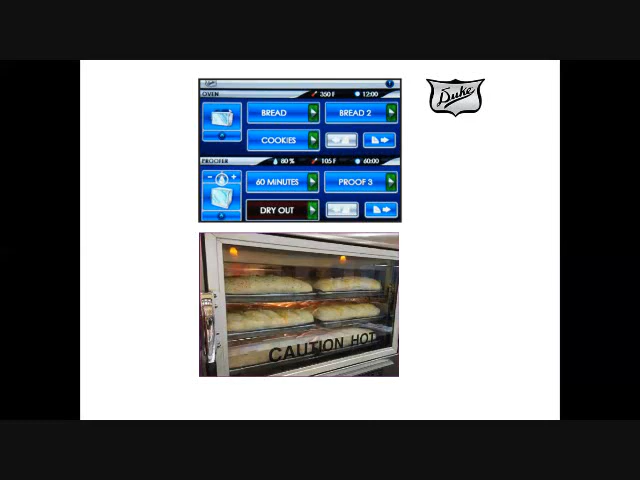 Duke
OVEN 350 F 12:00
BREAD BREAD 2
COOKIES
PROOFER 80 % 105 F 60:00
- +
60 MINUTES PROOF 3
DRY OUT
CAUTION HOT